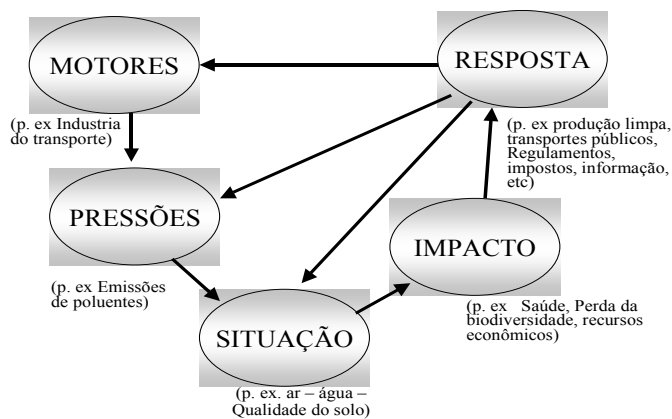 MOTORES
(p. ex Industria
do transporte)
RESPOSTA
(p. ex produção limpa,
transportes públicos,
Regulamentos,
impostos, informação,
etc)
PRESSÕES
(p. ex Emissões
de poluentes)
IMPACTO
(p. ex Saúde, Perda da
biodiversidade, recursos
econômicos)
SITUAÇÃO
(p. ex. ar – água –
Qualidade do solo)